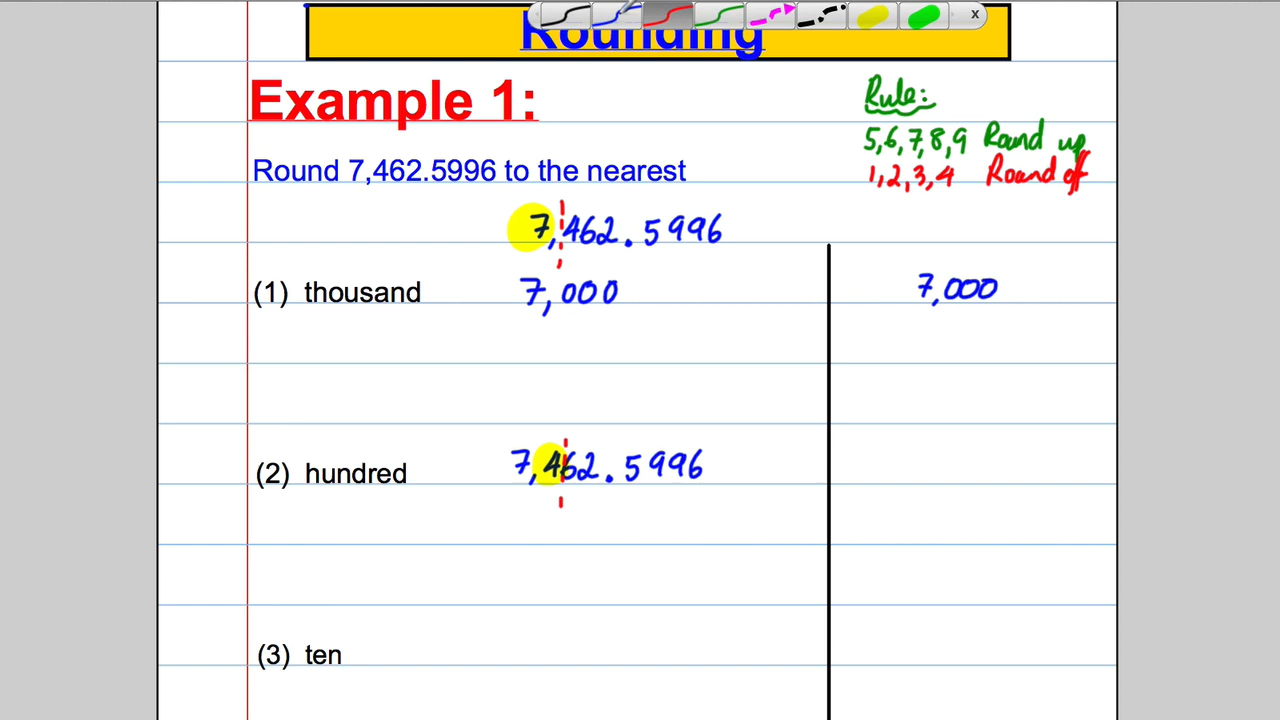 Rounding
x
Example 1:
Rule:
5,6,7,8,9 Round up
1,2,3,4 Round off
Round 7,462.5996 to the nearest
7,462.5996
(1) thousand 7,000 7,000
(2) hundred 7,462.5996
(3) ten